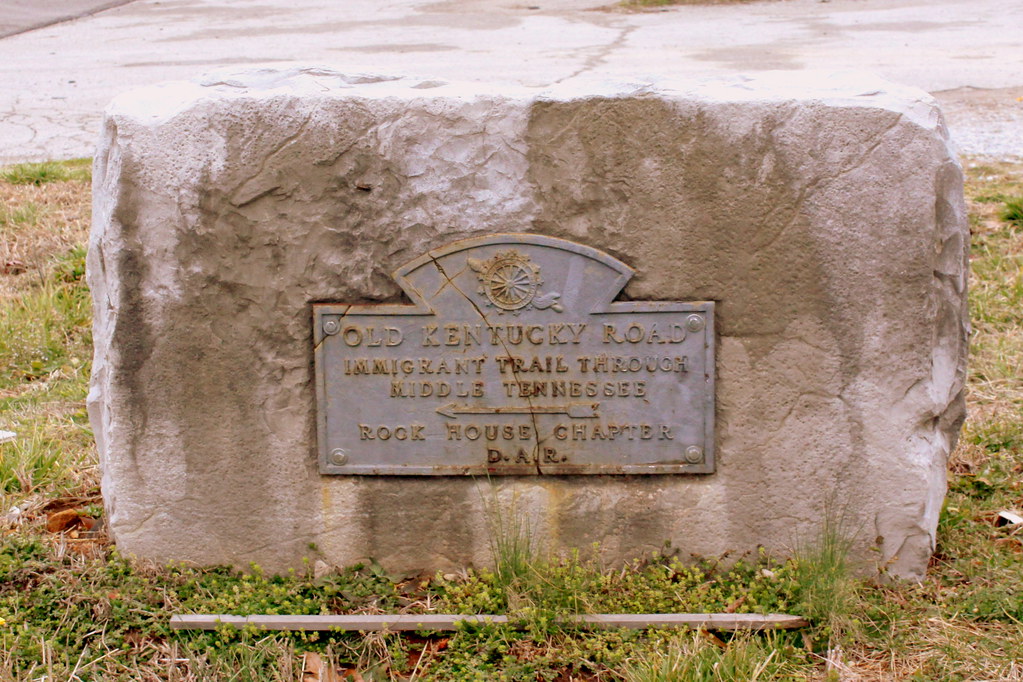 OLD KENTUCKY ROAD
IMMIGRANT TRAIL THROUGH
MIDDLE TENNESSEE
ROCK HOUSE CHAPTER
D.A.R.